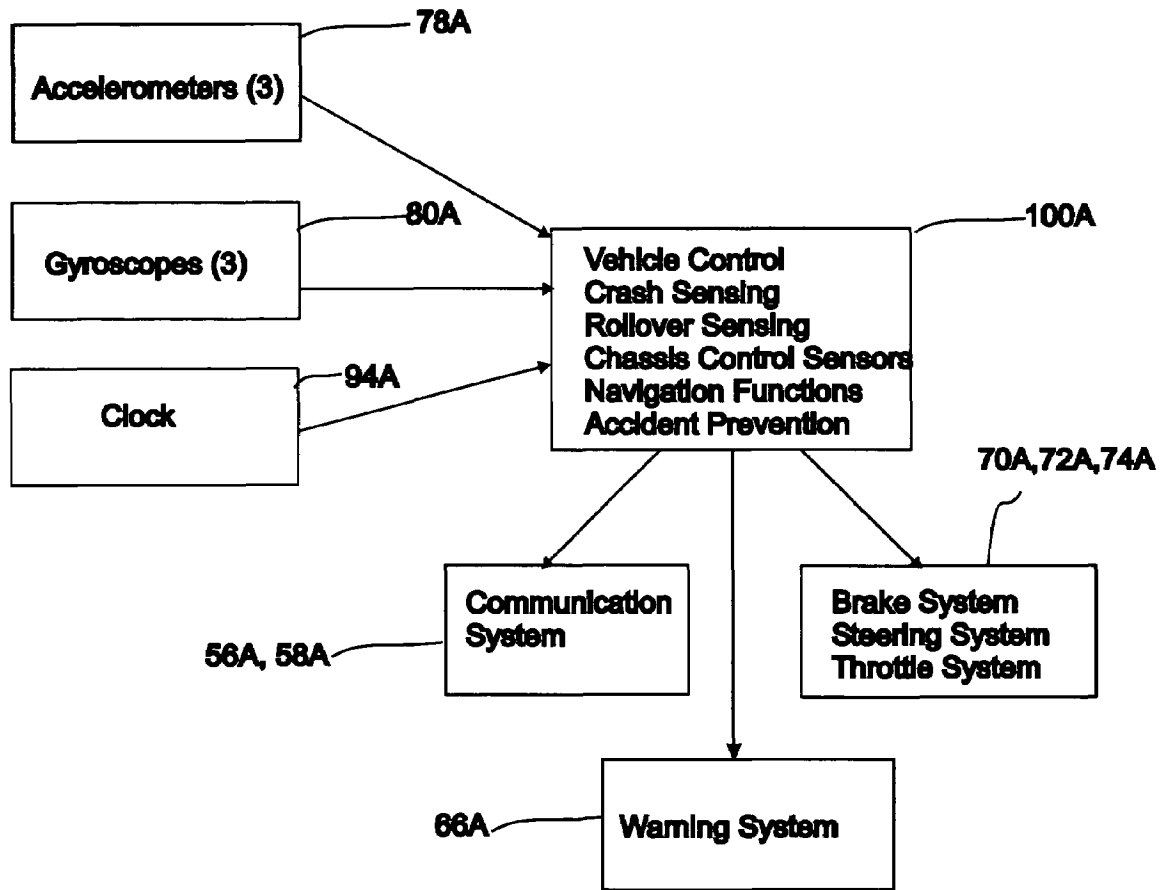 78A
Accelerometers (3)
80A
Gyroscopes (3)
94A
Clock
100A
Vehicle Control
Crash Sensing
Rollover Sensing
Chassis Control Sensors
Navigation Functions
Accident Prevention
70A,72A,74A
Communication
System
56A, 58A
Brake System
Steering System
Throttle System
66A
Warning System